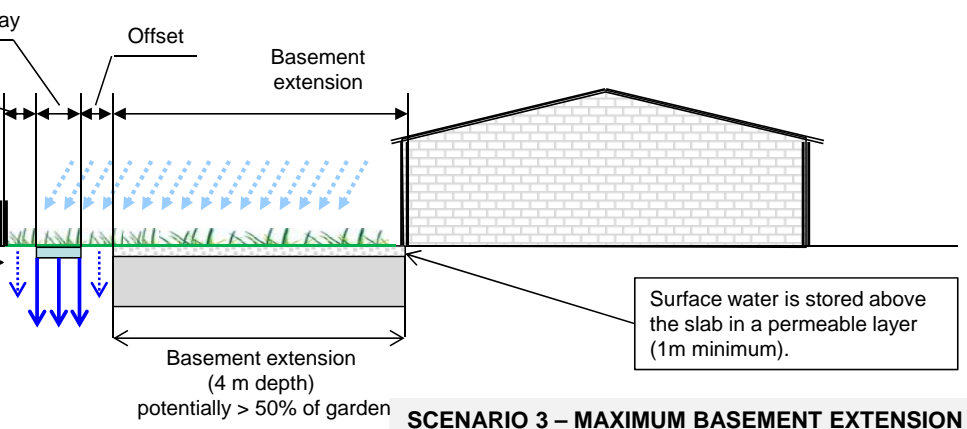 Offset
Basement
extension
Surface water is stored above
the slab in a permeable layer
(1m minimum).
Basement extension
(4 m depth)
potentially > 50% of garden
SCENARIO 3 – MAXIMUM BASEMENT EXTENSION